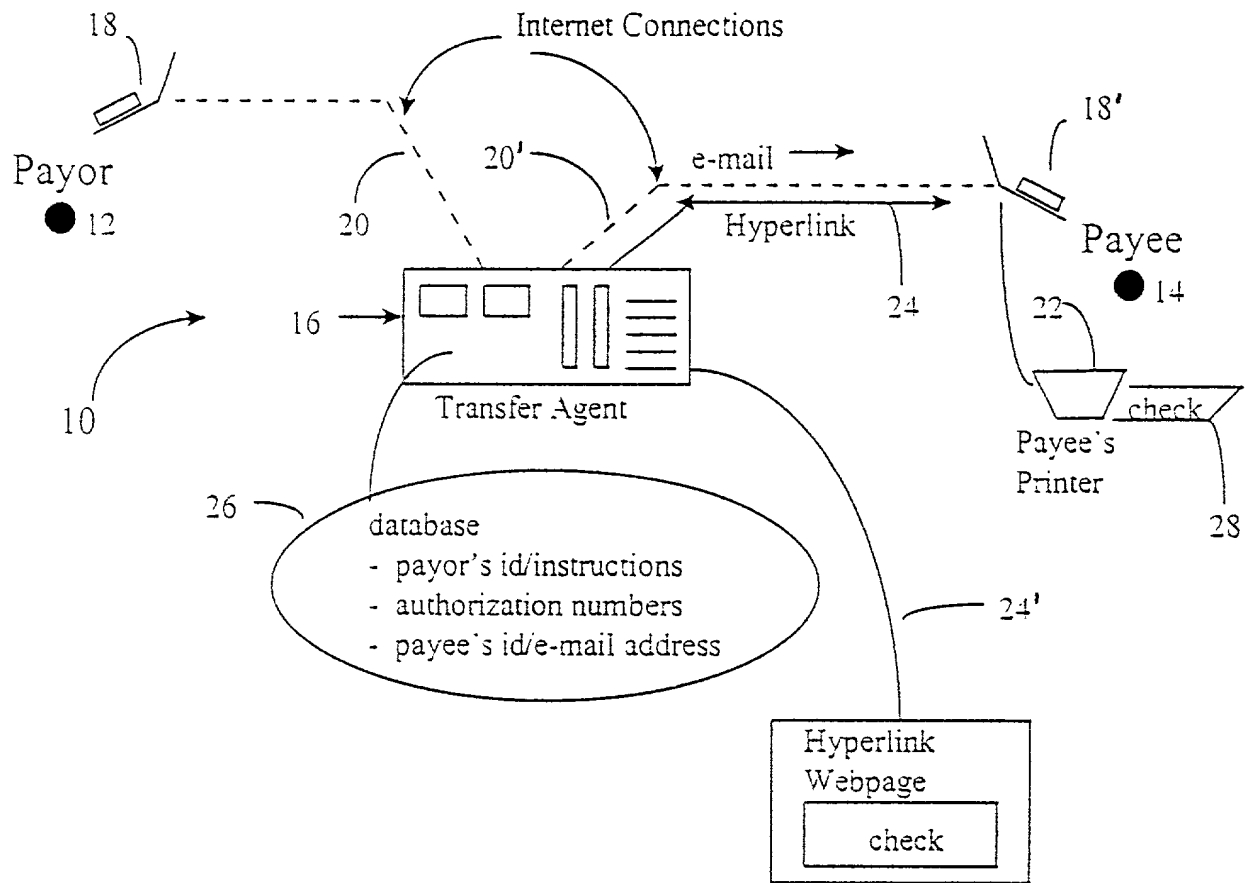 Internet Connections
18
18'
e-mail
20'
Payor
12
20
Hyperlink
24
Payee
14
16
22
10
Transfer Agent
check
Payee's
Printer
28
26
database
- payor's id/instructions
- authorization numbers
- payee's id/e-mail address
24'
Hyperlink
Webpage
check